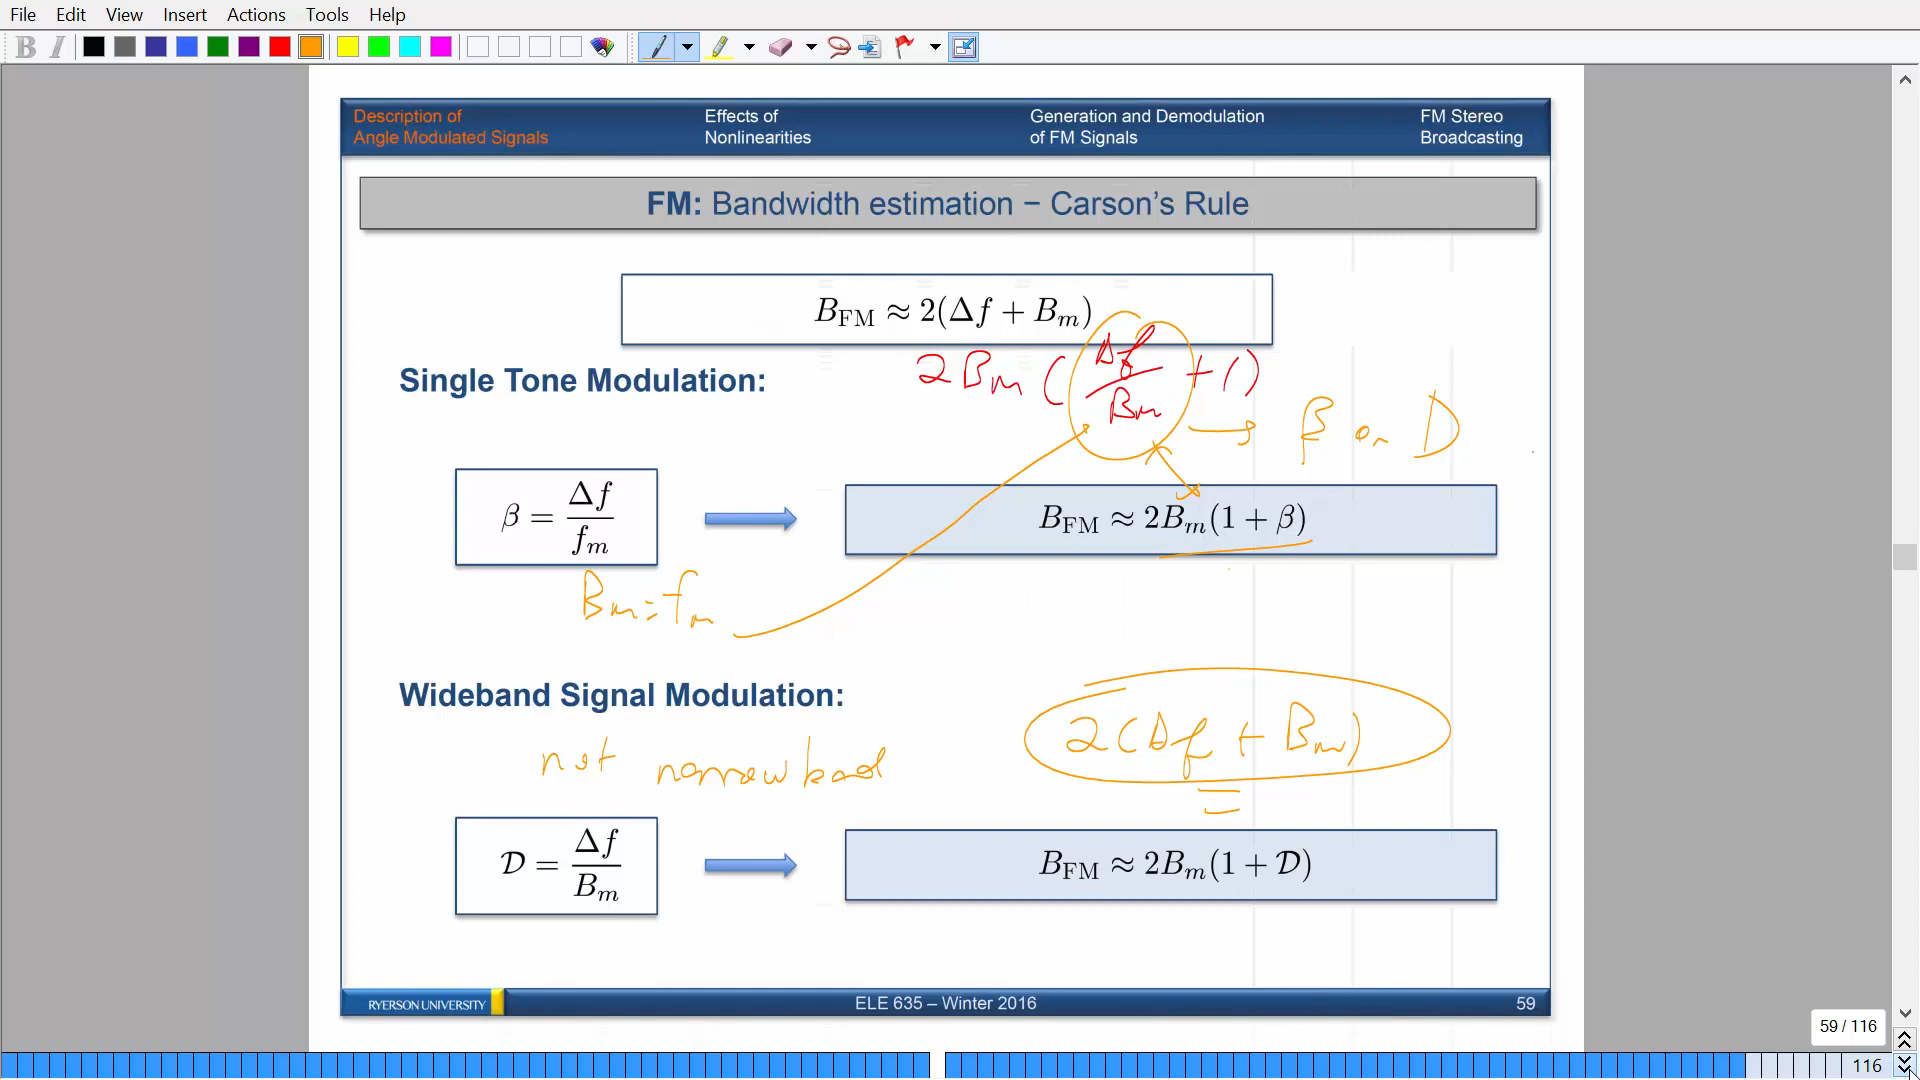 File Edit View Insert Actions Tools Help
B I
Description of
Angle Modulated Signals
Effects of
Nonlinearities
Generation and Demodulation
of FM Signals
FM Stereo
Broadcasting
FM: Bandwidth estimation − Carson's Rule
B_FM ≈ 2(Δf + B_m)
2 B_m ( Δf / B_m + 1)
Single Tone Modulation:
→ β or D
β = Δf / f_m
B_FM ≈ 2B_m(1 + β)
B_m = f_m
Wideband Signal Modulation:
2(Δf + B_m)
not narrowband
𝒟 = Δf / B_m
B_FM ≈ 2B_m(1 + 𝒟)
RYERSON UNIVERSITY
ELE 635 – Winter 2016
59
59 / 116
116